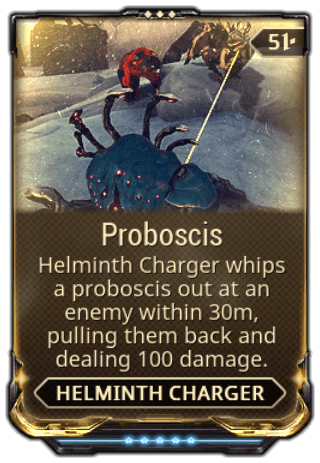 51
Proboscis
Helminth Charger whips
a proboscis out at an
enemy within 30m,
pulling them back and
dealing 100 damage.
HELMINTH CHARGER